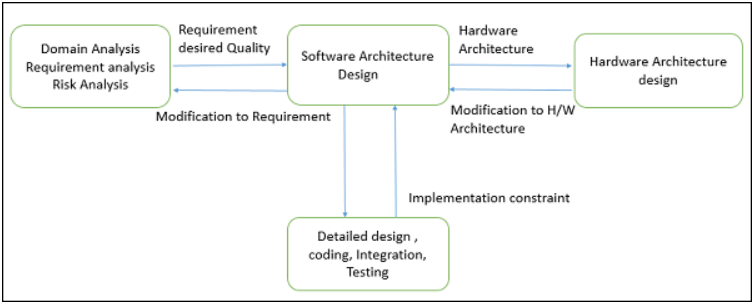 Domain Analysis
Requirement analysis
Risk Analysis
Requirement
desired Quality
Modification to Requirement
Software Architecture
Design
Hardware
Architecture
Modification to H/W
Architecture
Hardware Architecture
design
Implementation constraint
Detailed design ,
coding, Integration,
Testing